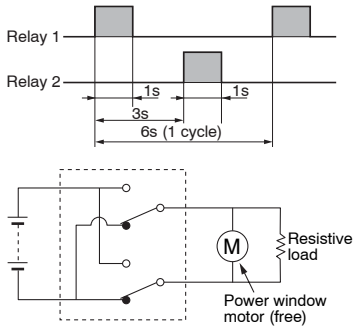 Relay 1
Relay 2
1s
1s
3s
6s (1 cycle)
M
Resistive
load
Power window
motor (free)